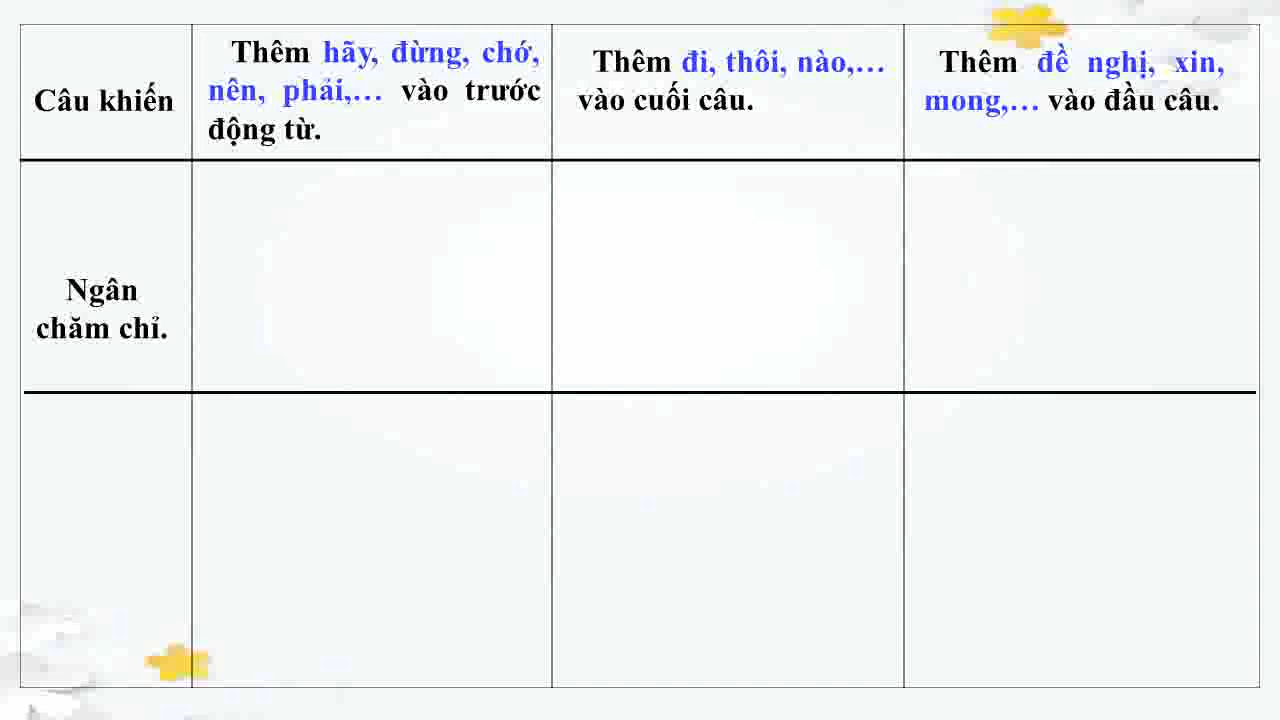 Câu khiến
Thêm hãy, đừng, chớ,
nên, phải,… vào trước
động từ.
Thêm đi, thôi, nào,…
vào cuối câu.
Thêm đề nghị, xin,
mong,… vào đầu câu.
Ngân
chăm chỉ.